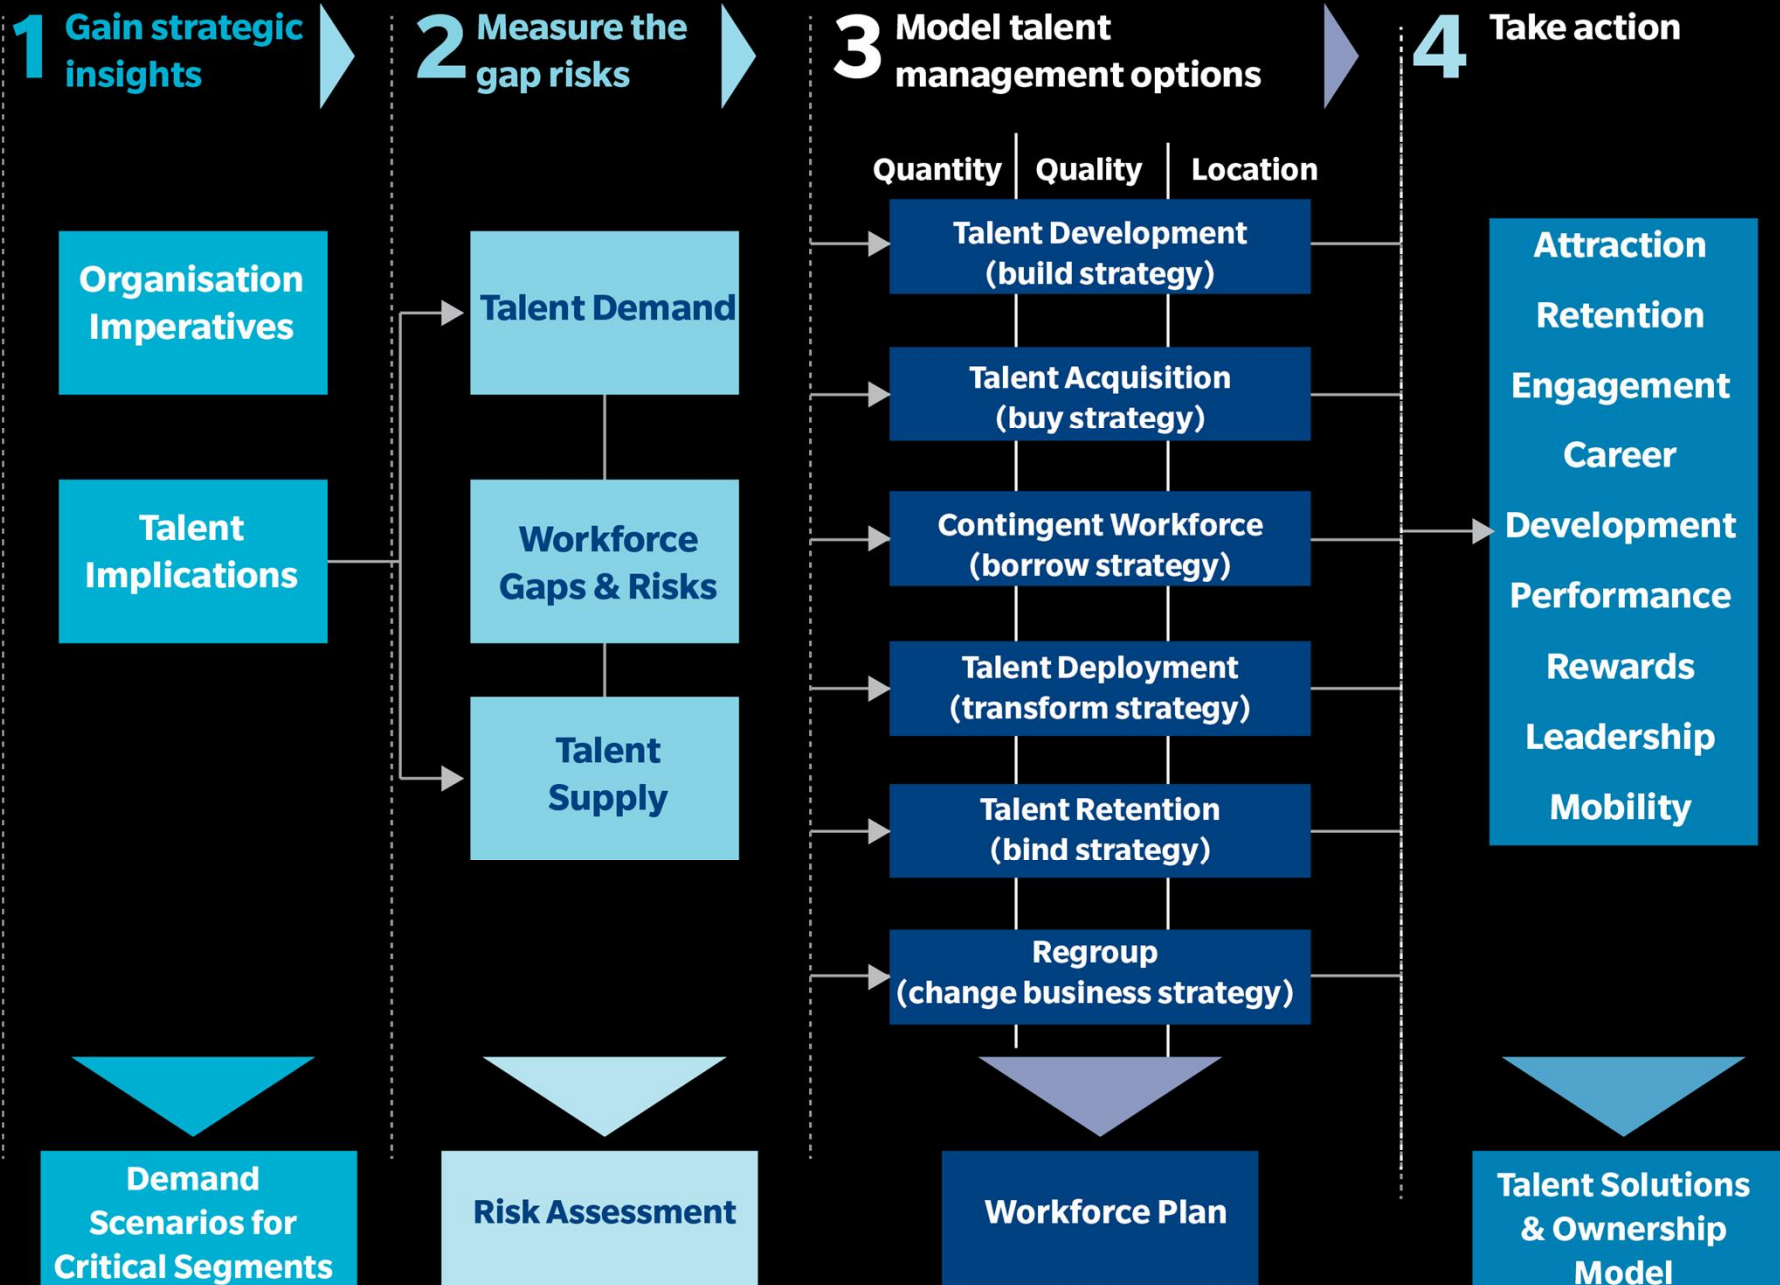 1 Gain strategic
insights
2 Measure the
gap risks
3 Model talent
management options
4 Take action
Organisation
Imperatives
Talent
Implications
Talent Demand
Workforce
Gaps & Risks
Talent
Supply
Quantity
Quality
Location
Talent Development
(build strategy)
Talent Acquisition
(buy strategy)
Contingent Workforce
(borrow strategy)
Talent Deployment
(transform strategy)
Talent Retention
(bind strategy)
Regroup
(change business strategy)
Attraction
Retention
Engagement
Career
Development
Performance
Rewards
Leadership
Mobility
Demand
Scenarios for
Critical Segments
Risk Assessment
Workforce Plan
Talent Solutions
& Ownership
Model